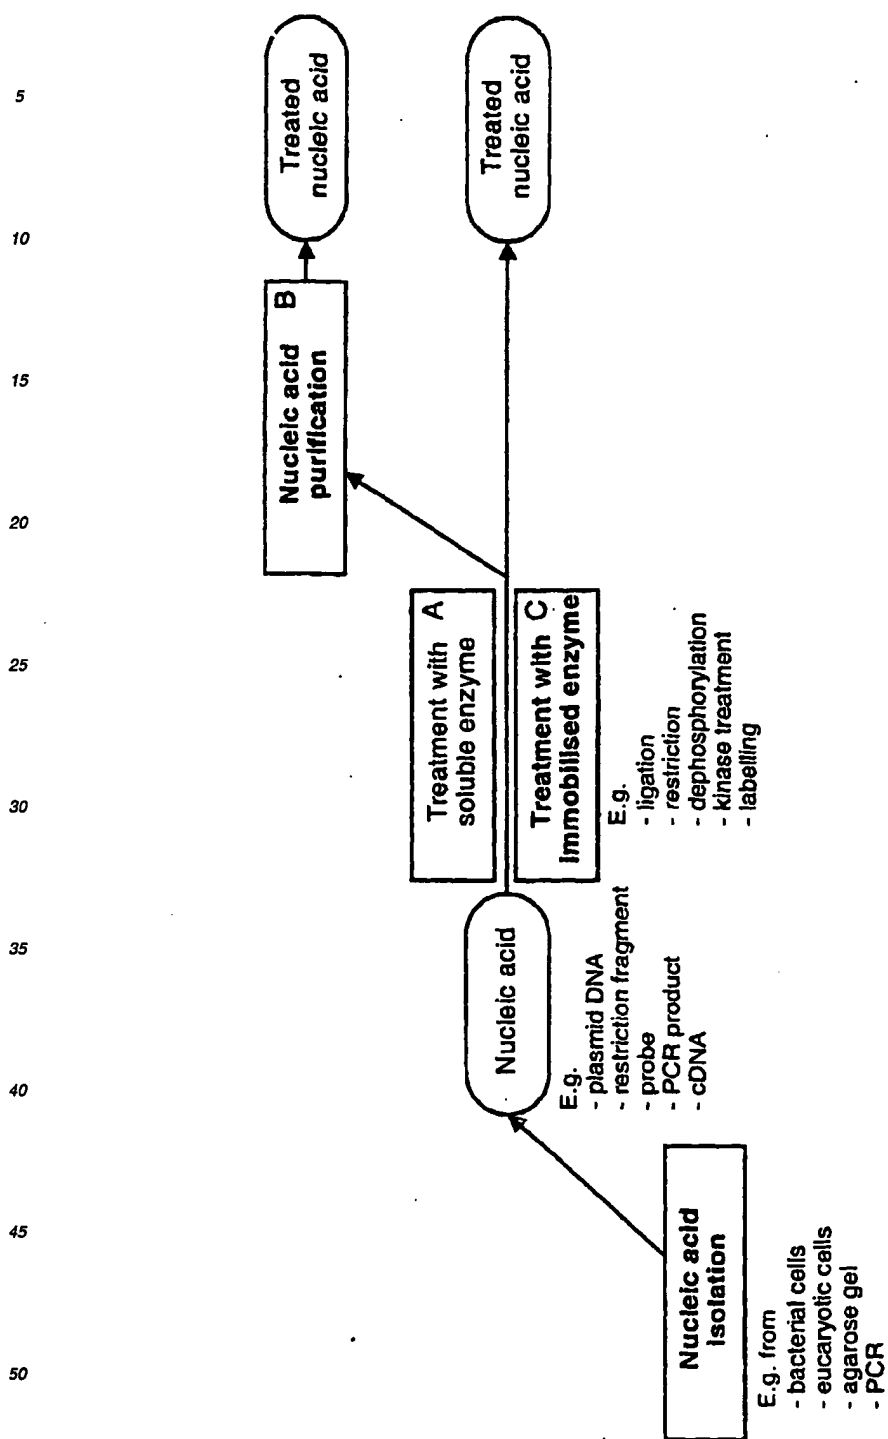 5
10
15
20
25
30
35
40
45
50
Nucleic acid
isolation
E.g. from
- bacterial cells
- eucaryotic cells
- agarose gel
- PCR
Nucleic acid
E.g.
- plasmid DNA
- restriction fragment
- probe
- PCR product
- cDNA
Treatment with A
soluble enzyme
Treatment with C
immobilised enzyme
E.g.
- ligation
- restriction
- dephosphorylation
- kinase treatment
- labelling
Nucleic acid B
purification
Treated
nucleic acid
Treated
nucleic acid